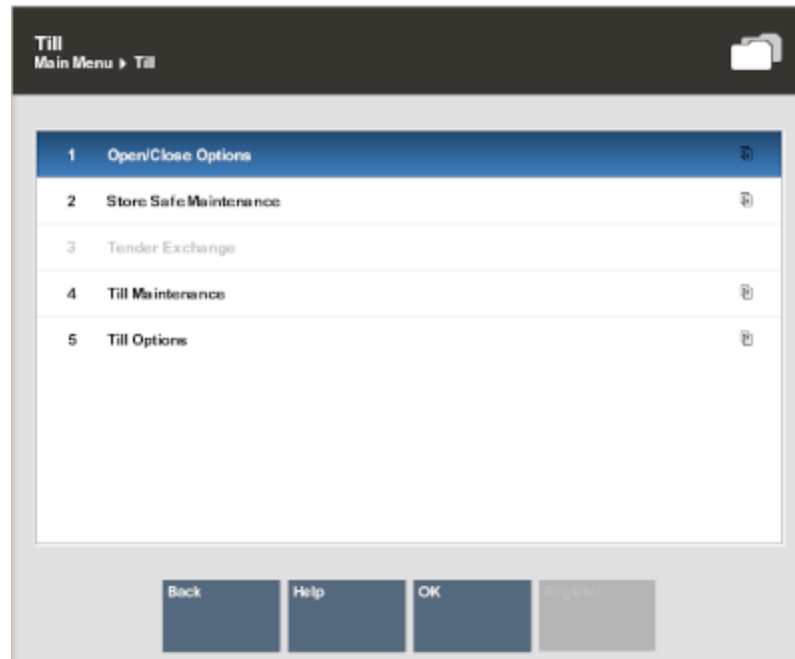 Till
Main Menu ▸ Till
1 Open/Close Options
2 Store Safe Maintenance
3 Tender Exchange
4 Till Maintenance
5 Till Options
Back Help OK Register